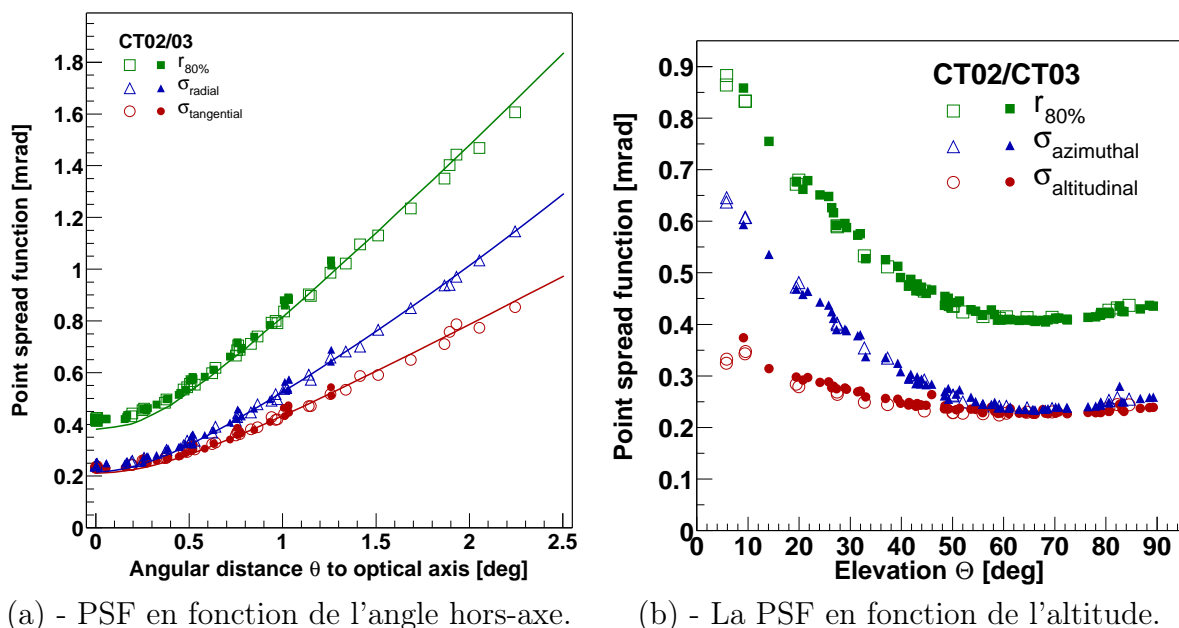 CT02/03
r80%
σradial
σtangential
Point spread function [mrad]
1.8
1.6
1.4
1.2
1
0.8
0.6
0.4
0.2
0
0
0.5
1
1.5
2
2.5
Angular distance θ to optical axis [deg]
(a) - PSF en fonction de l'angle hors-axe.
CT02/CT03
r80%
σazimuthal
σaltitudinal
Point spread function [mrad]
0.9
0.8
0.7
0.6
0.5
0.4
0.3
0.2
0.1
0
0
10
20
30
40
50
60
70
80
90
Elevation Θ [deg]
(b) - La PSF en fonction de l'altitude.